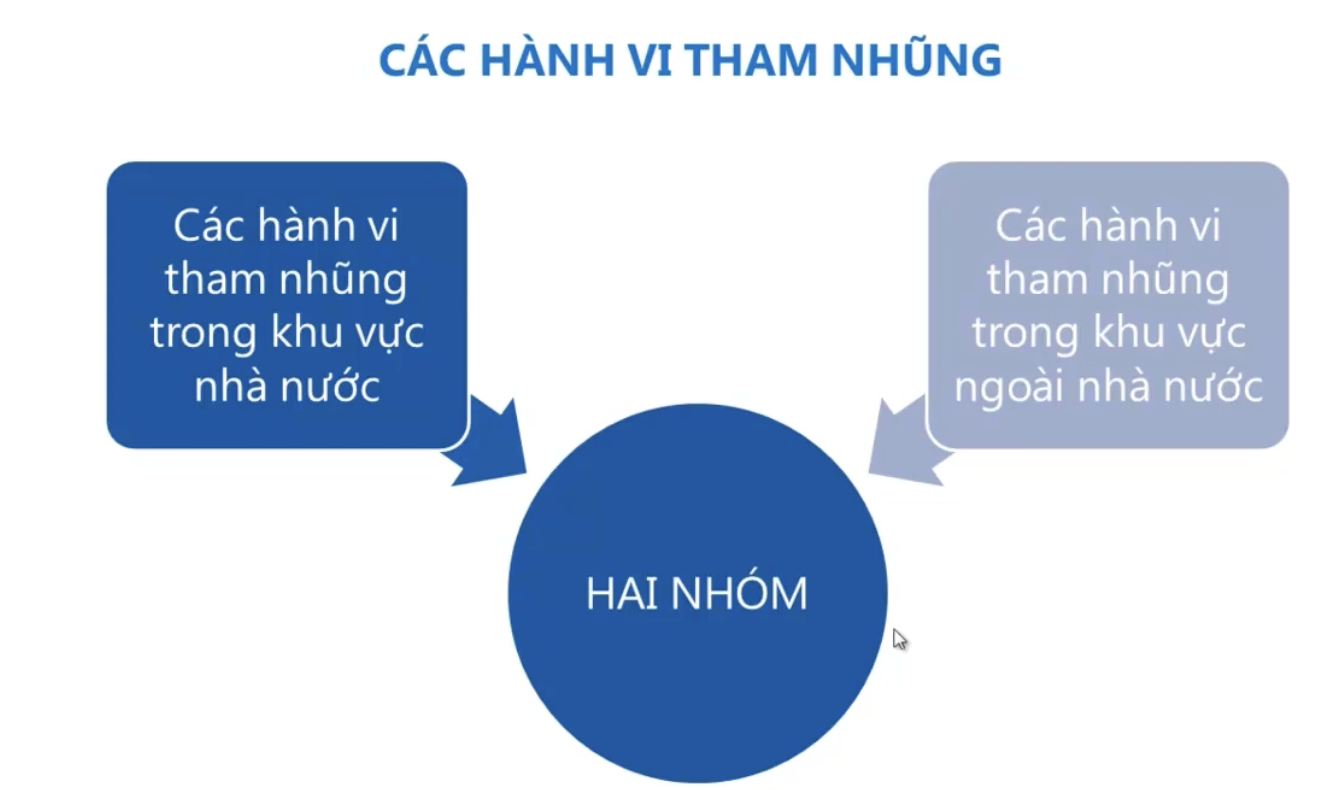 CÁC HÀNH VI THAM NHŨNG
Các hành vi
tham nhũng
trong khu vực
nhà nước
Các hành vi
tham nhũng
trong khu vực
ngoài nhà nước
HAI NHÓM